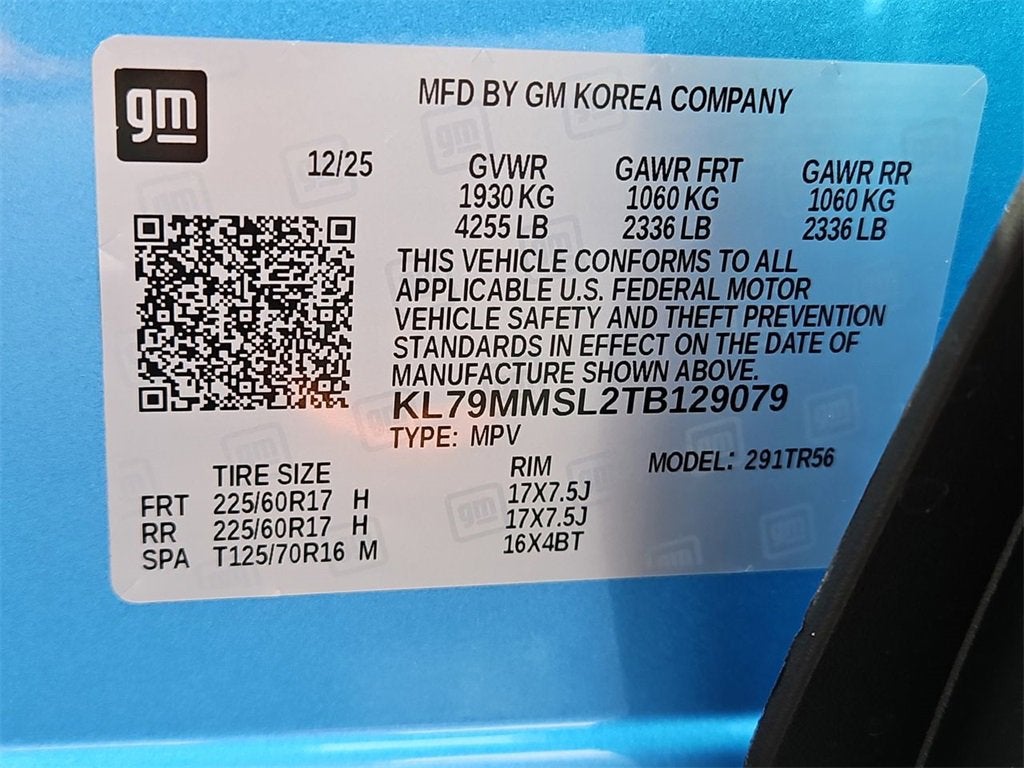 gm
MFD BY GM KOREA COMPANY
12/25 GVWR GAWR FRT GAWR RR
1930 KG 1060 KG 1060 KG
4255 LB 2336 LB 2336 LB
THIS VEHICLE CONFORMS TO ALL
APPLICABLE U.S. FEDERAL MOTOR
VEHICLE SAFETY AND THEFT PREVENTION
STANDARDS IN EFFECT ON THE DATE OF
MANUFACTURE SHOWN ABOVE.
KL79MMSL2TB129079
TYPE: MPV
MODEL: 291TR56
TIRE SIZE RIM
FRT 225/60R17 H 17X7.5J
RR 225/60R17 H 17X7.5J
SPA T125/70R16 M 16X4BT